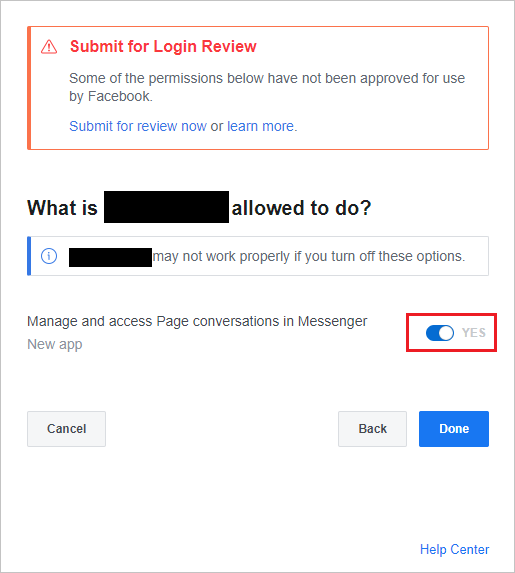 Submit for Login Review
Some of the permissions below have not been approved for use
by Facebook.
Submit for review now or learn more.
What is allowed to do?
may not work properly if you turn off these options.
Manage and access Page conversations in Messenger
YES
New app
Cancel
Back
Done
Help Center